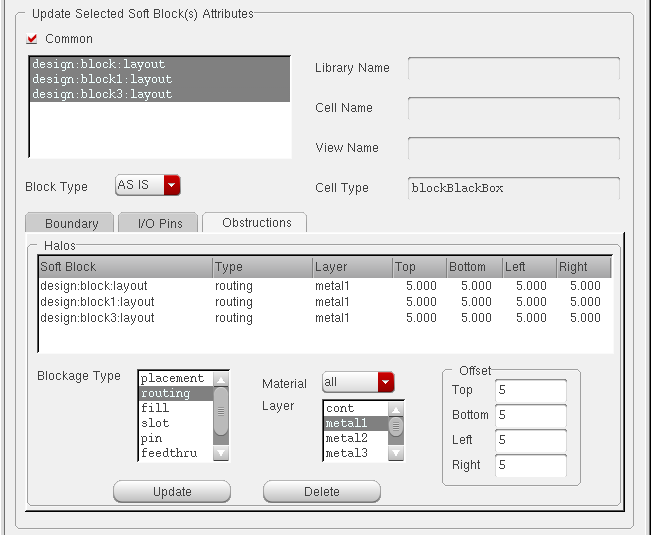 Update Selected Soft Block(s) Attributes
Common
design:block:layout
design:block1:layout
design:block3:layout
Library Name
Cell Name
View Name
Block Type AS IS
Cell Type blockBlackBox
Boundary I/O Pins Obstructions
Halos
Soft Block Type Layer Top Bottom Left Right
design:block:layout routing metal1 5.000 5.000 5.000 5.000
design:block1:layout routing metal1 5.000 5.000 5.000 5.000
design:block3:layout routing metal1 5.000 5.000 5.000 5.000
Blockage Type
placement
routing
fill
slot
pin
feedthru
Material all
Layer
cont
metal1
metal2
metal3
Offset
Top 5
Bottom 5
Left 5
Right 5
Update Delete